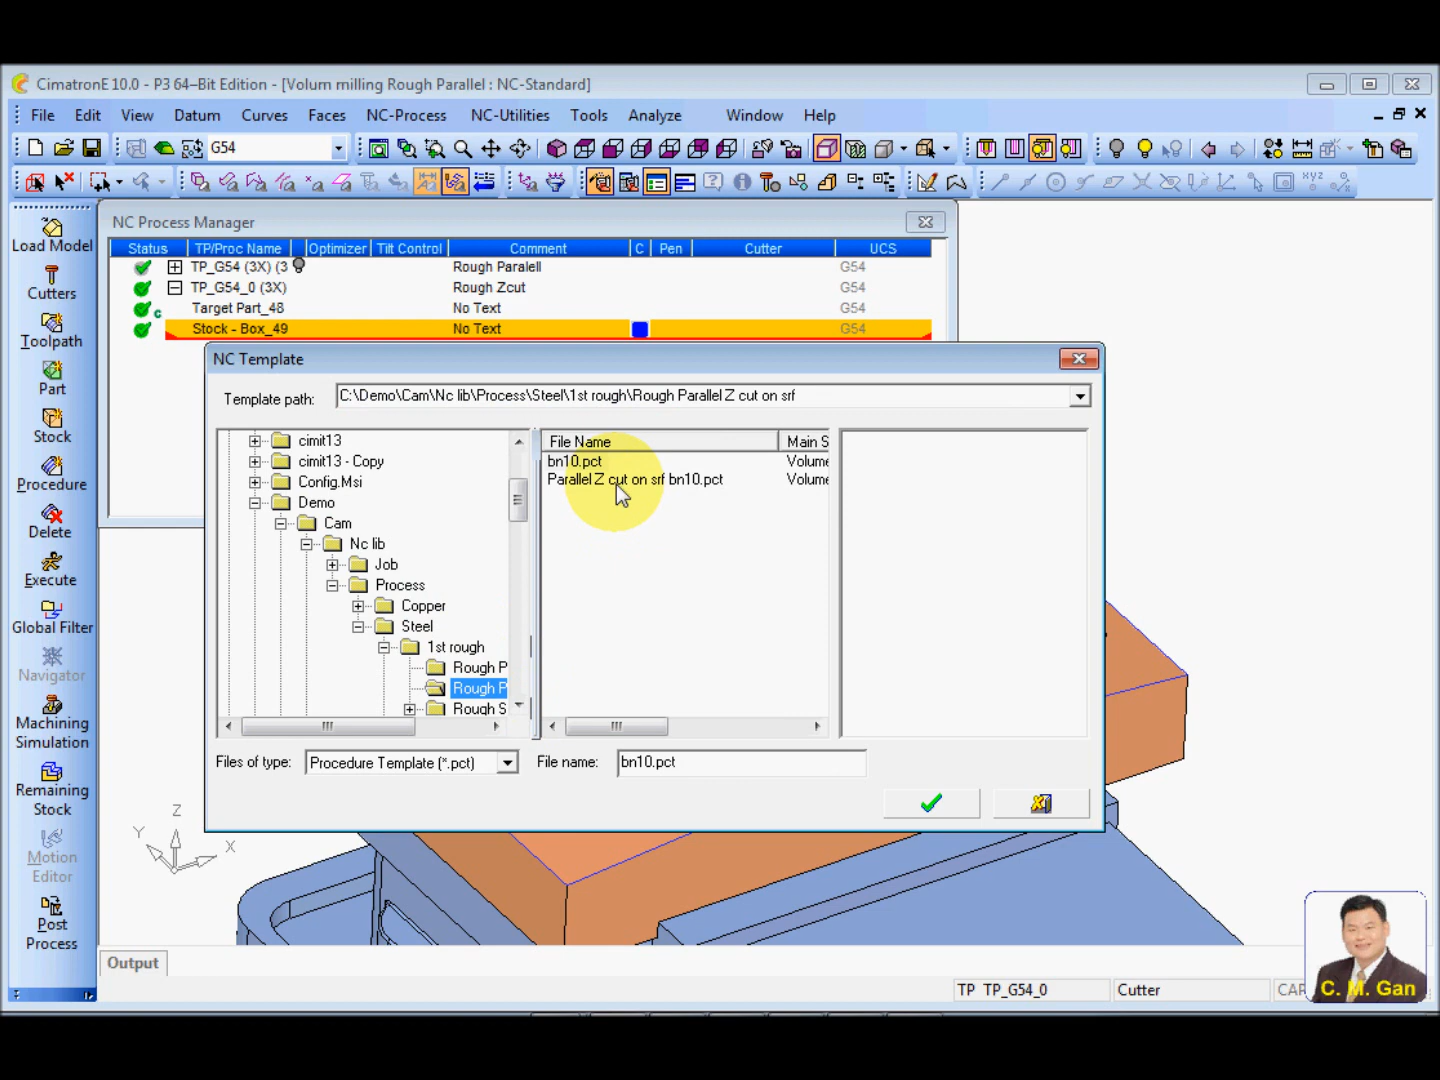 CimatronE 10.0 - P3 64-Bit Edition - [Volum milling Rough Parallel : NC-Standard]
File Edit View Datum Curves Faces NC-Process NC-Utilities Tools Analyze Window Help
G54
Load Model
Cutters
Toolpath
Part
Stock
Procedure
Delete
Execute
Global Filter
Navigator
Machining
Simulation
Remaining
Stock
Motion
Editor
Post
Process
NC Process Manager
Status TP/Proc Name Optimizer Tilt Control Comment C Pen Cutter UCS
TP_G54 (3X) (3 Rough Paralell G54
TP_G54_0 (3X) Rough Zcut G54
c Target Part_48 No Text G54
Stock - Box_49 No Text G54
NC Template
Template path: C:\Demo\Cam\Nc lib\Process\Steel\1st rough\Rough Parallel Z cut on srf
cimit13
cimit13 - Copy
Config.Msi
Demo
Cam
Nc lib
Job
Process
Copper
Steel
1st rough
Rough P
Rough P
Rough S
File Name Main S
bn10.pct Volume
Parallel Z cut on srf bn10.pct Volume
Files of type: Procedure Template (*.pct) File name: bn10.pct
Z
Y
X
Output
TP TP_G54_0 Cutter CAP
C. M. Gan